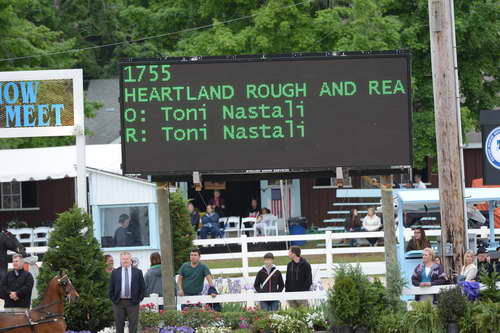 1755
HEARTLAND ROUGH AND REA
O: Toni Nastali
R: Toni Nastali
OW
MEET